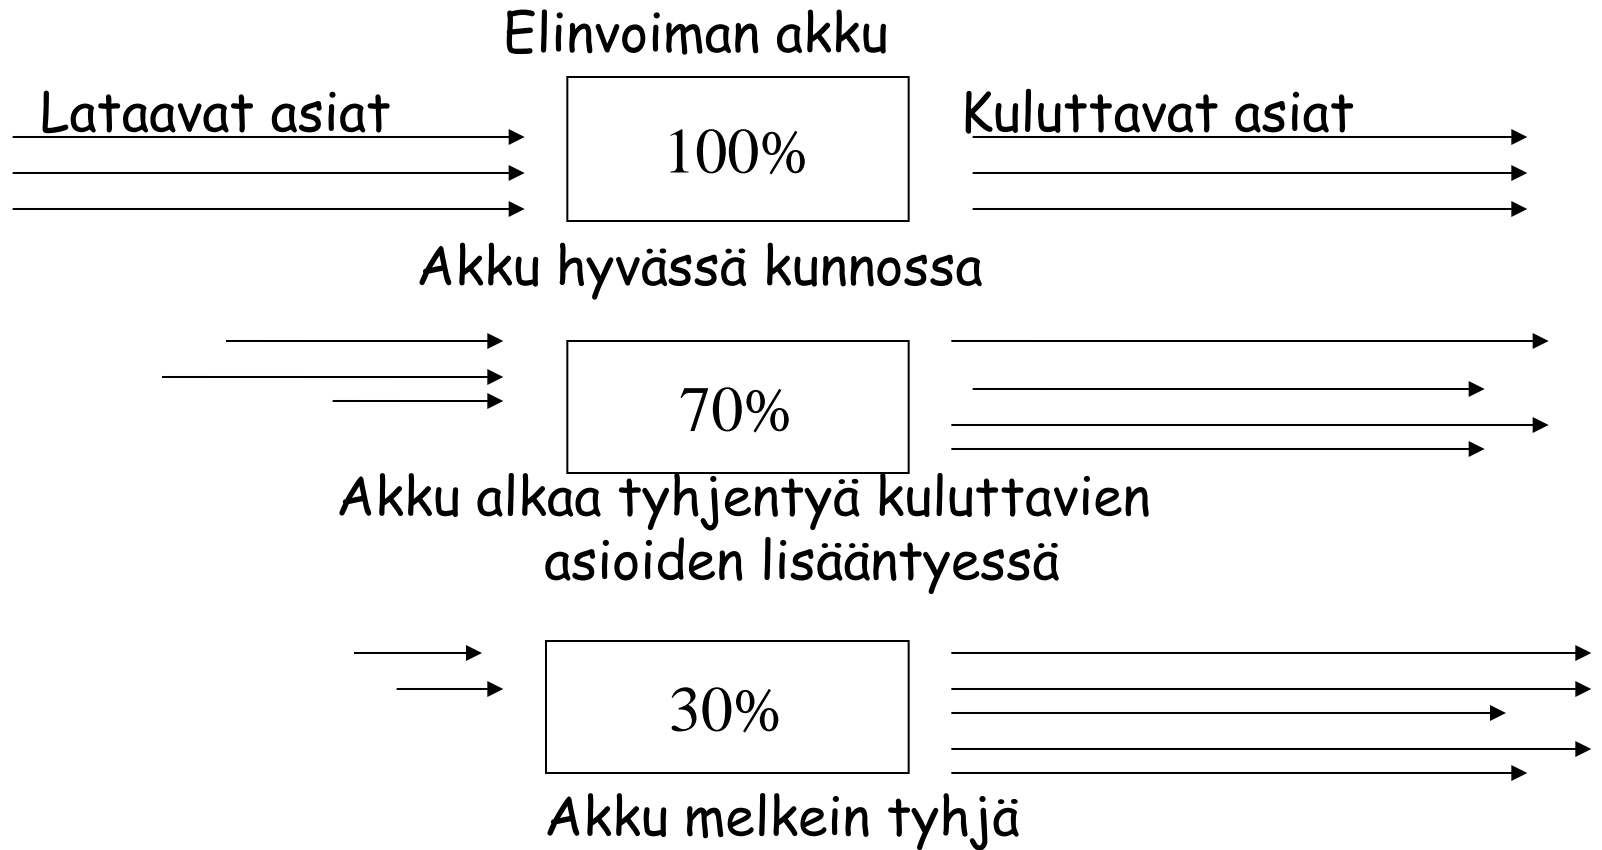 Elinvoiman akku
Lataavat asiat
100%
Kuluttavat asiat
Akku hyvässä kunnossa
70%
Akku alkaa tyhjentyä kuluttavien
asioiden lisääntyessä
30%
Akku melkein tyhjä